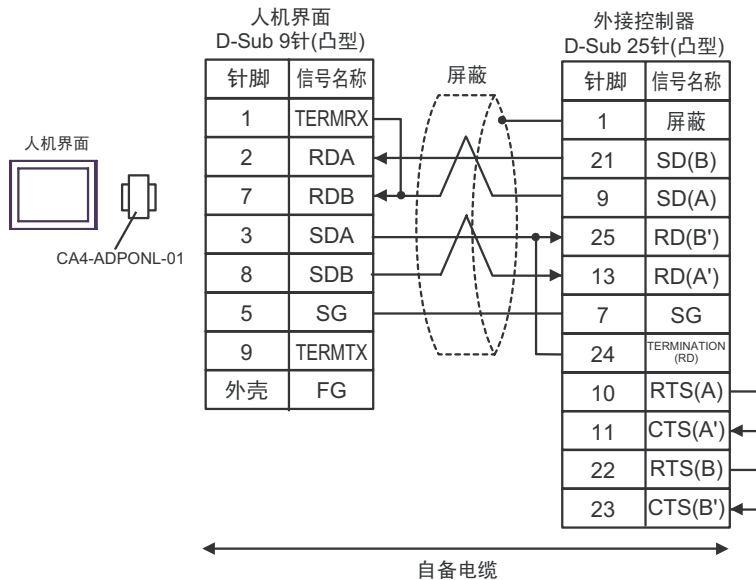 人机界面
D-Sub 9针(凸型)
外接控制器
D-Sub 25针(凸型)
人机界面
CA4-ADPONL-01
屏蔽
针脚 信号名称
1 TERMRX
2 RDA
7 RDB
3 SDA
8 SDB
5 SG
9 TERMTX
外壳 FG
针脚 信号名称
1 屏蔽
21 SD(B)
9 SD(A)
25 RD(B')
13 RD(A')
7 SG
24 TERMINATION (RD)
10 RTS(A)
11 CTS(A')
22 RTS(B)
23 CTS(B')
自备电缆